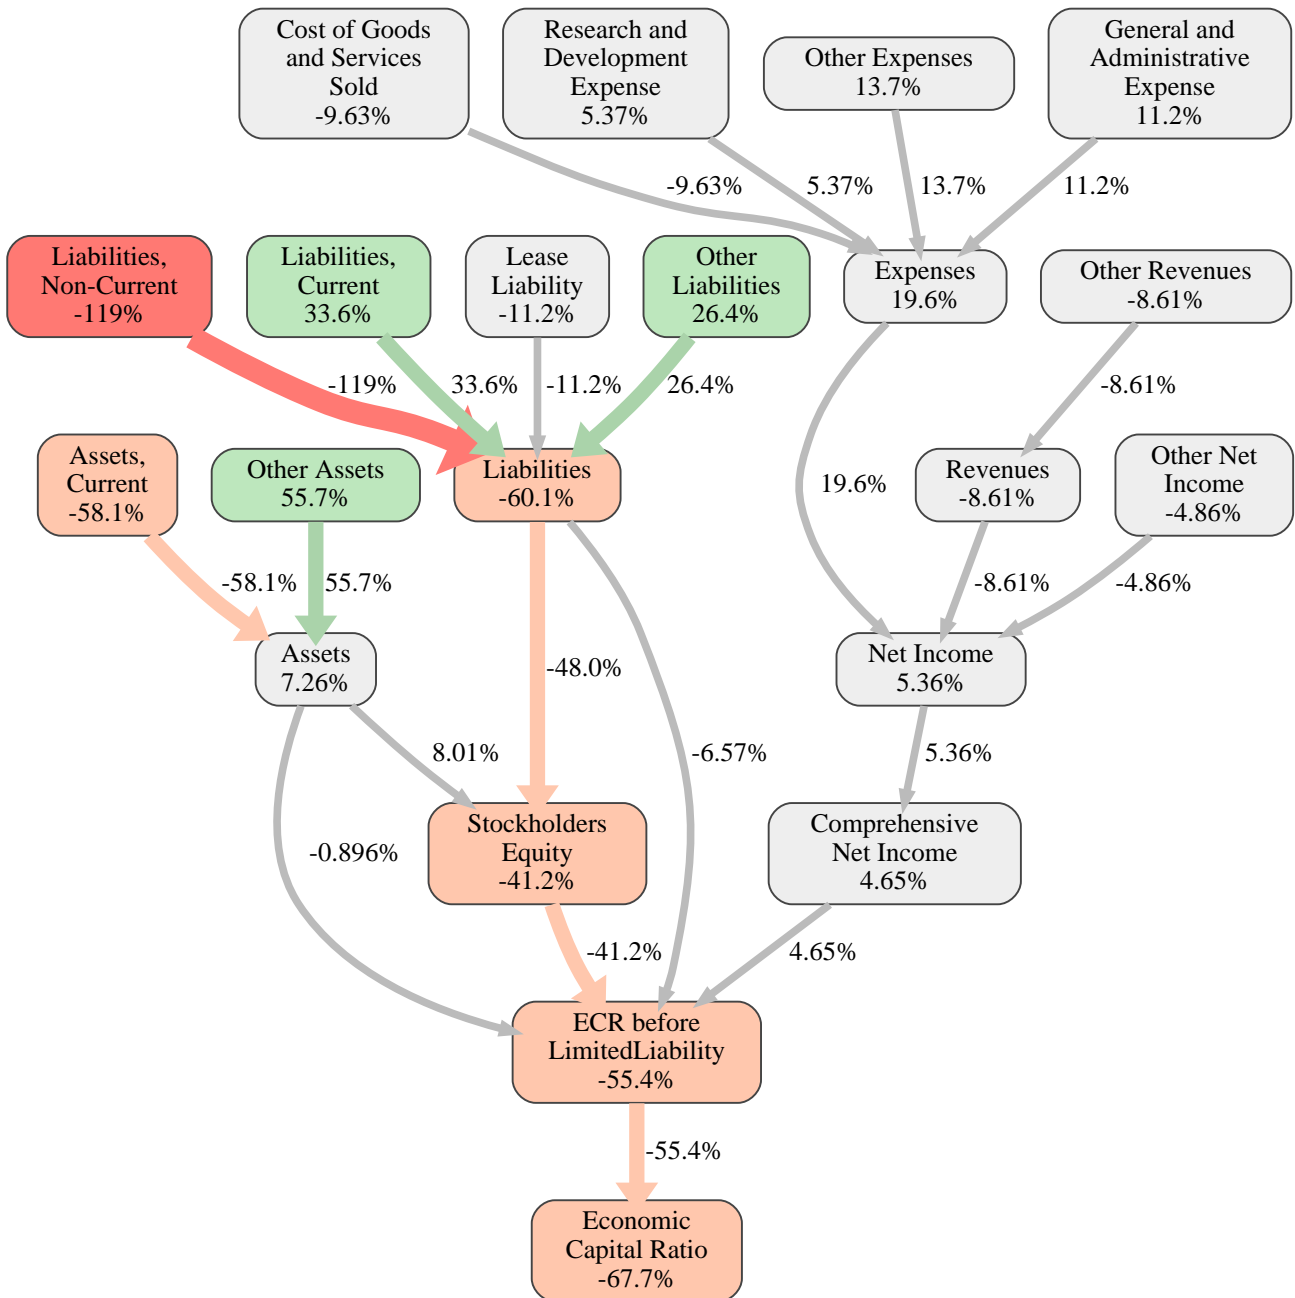 Cost of Goods
and Services
Sold
-9.63%
Research and
Development
Expense
5.37%
Other Expenses
13.7%
General and
Administrative
Expense
11.2%
-9.63%
5.37%
13.7%
11.2%
Liabilities,
Non-Current
-119%
Liabilities,
Current
33.6%
Lease
Liability
-11.2%
Other
Liabilities
26.4%
Expenses
19.6%
Other Revenues
-8.61%
-119%
33.6%
-11.2%
26.4%
-8.61%
Assets,
Current
-58.1%
Other Assets
55.7%
Liabilities
-60.1%
19.6%
Revenues
-8.61%
Other Net
Income
-4.86%
-58.1%
55.7%
-8.61%
-4.86%
Assets
7.26%
-48.0%
Net Income
5.36%
8.01%
-6.57%
5.36%
-0.896%
Stockholders
Equity
-41.2%
Comprehensive
Net Income
4.65%
-41.2%
4.65%
ECR before
LimitedLiability
-55.4%
-55.4%
Economic
Capital Ratio
-67.7%